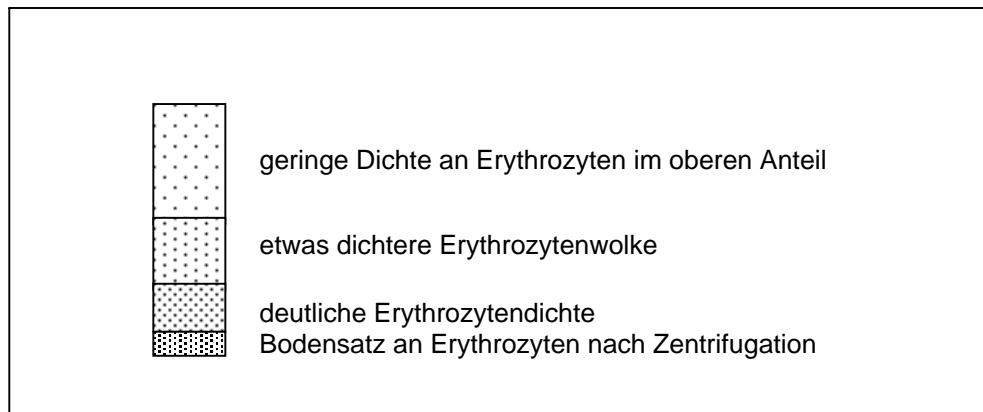 geringe Dichte an Erythrozyten im oberen Anteil
etwas dichtere Erythrozytenwolke
deutliche Erythrozytendichte
Bodensatz an Erythrozyten nach Zentrifugation